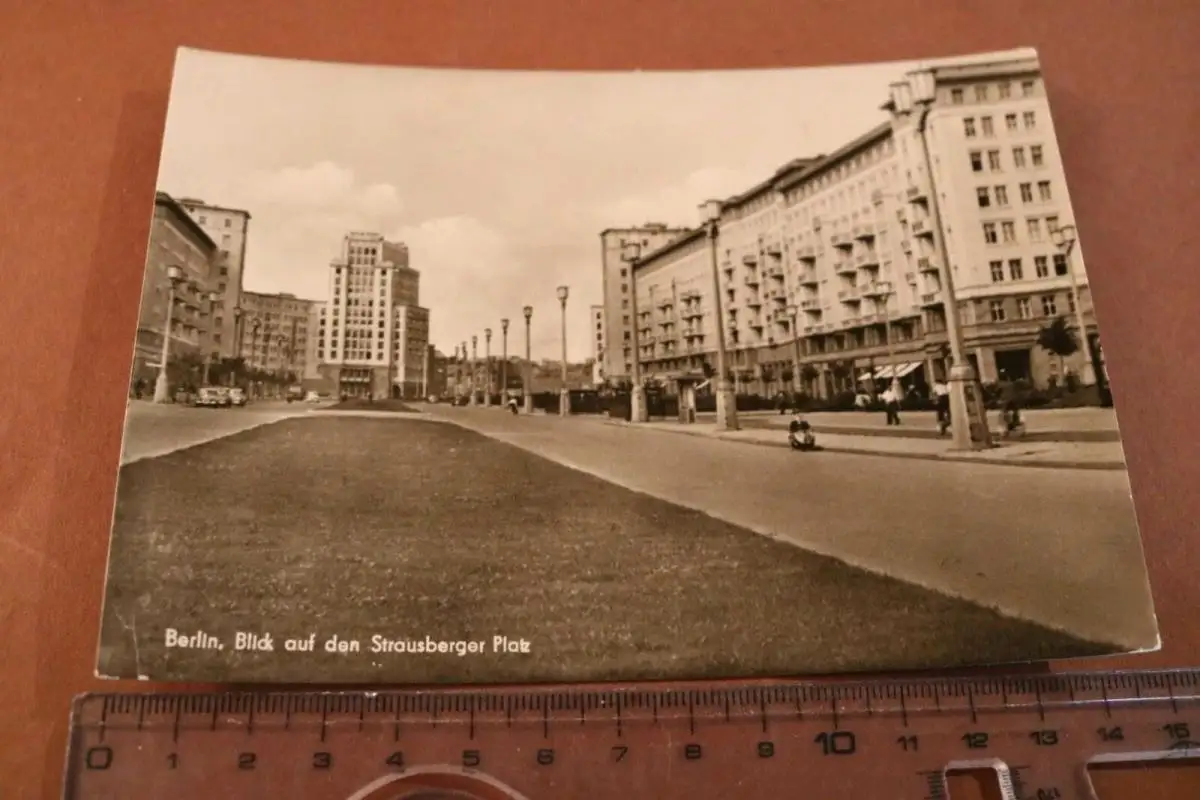 Berlin, Blick auf den Strausberger Platz
0 1 2 3 4 5 6 7 8 9 10 11 12 13 14 15